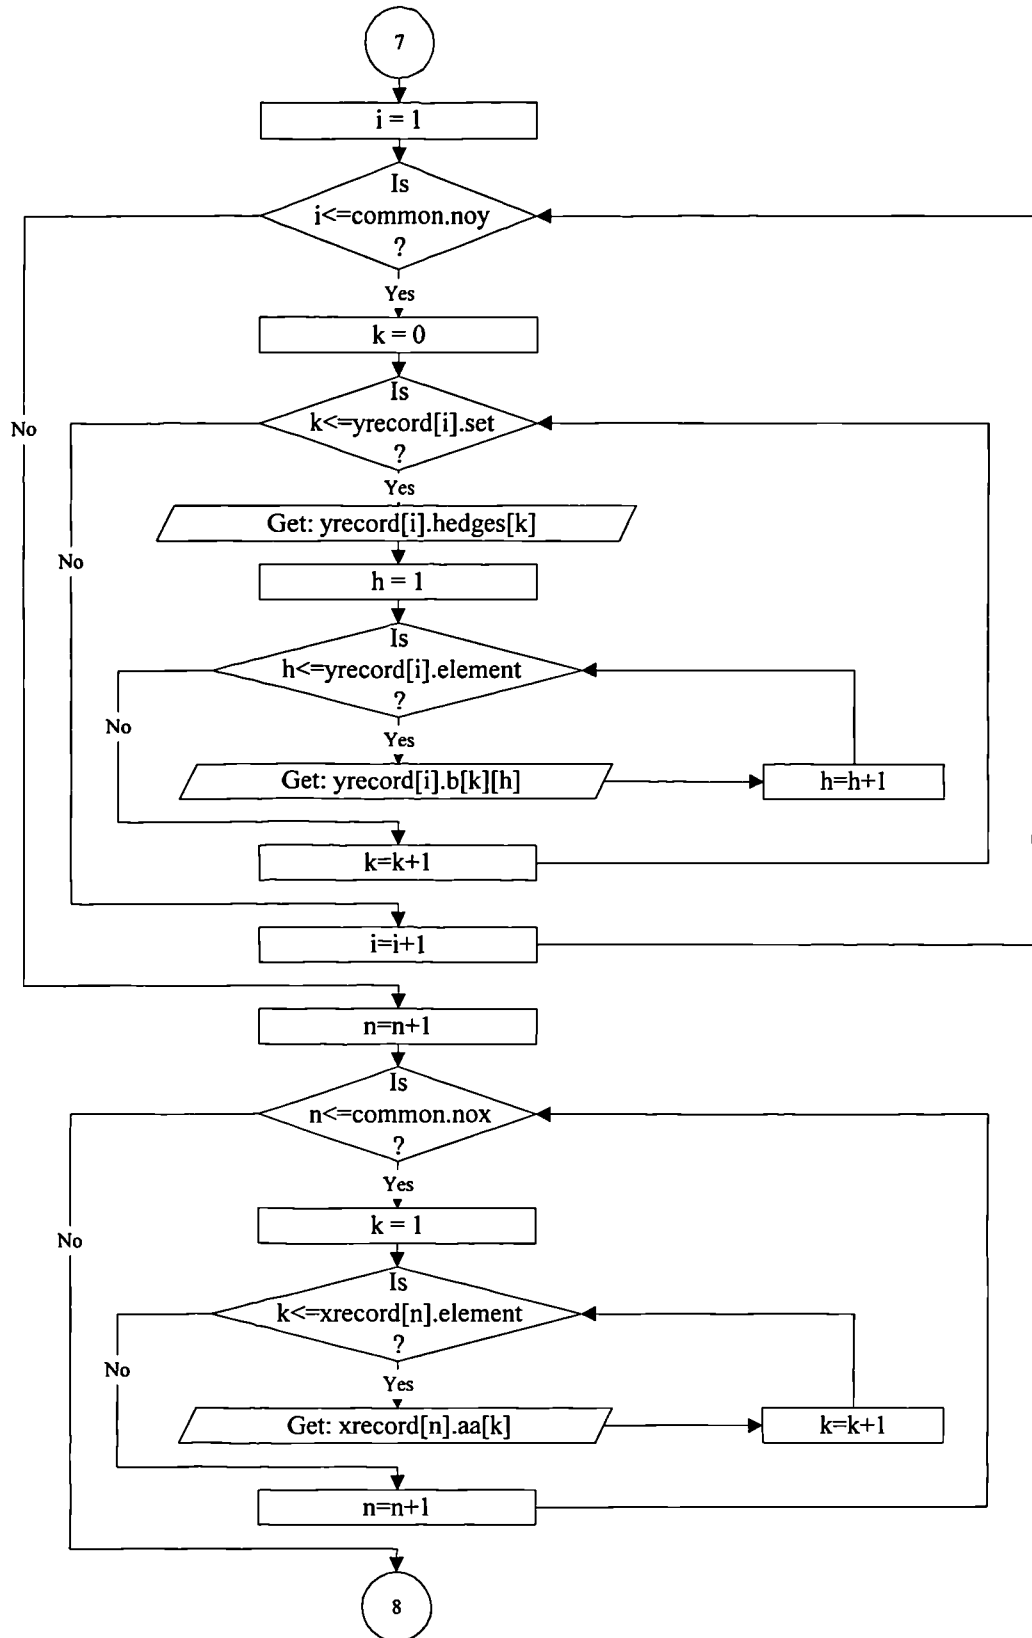 7
i = 1
Is
i<=common.noy
?
Yes
k = 0
Is
k<=yrecord[i].set
?
No
Yes
Get: yrecord[i].hedges[k]
No
h = 1
Is
h<=yrecord[i].element
?
No
Yes
Get: yrecord[i].b[k][h]
h=h+1
k=k+1
i=i+1
n=n+1
Is
n<=common.nox
?
Yes
k = 1
No
Is
k<=xrecord[n].element
?
No
Yes
Get: xrecord[n].aa[k]
k=k+1
n=n+1
8